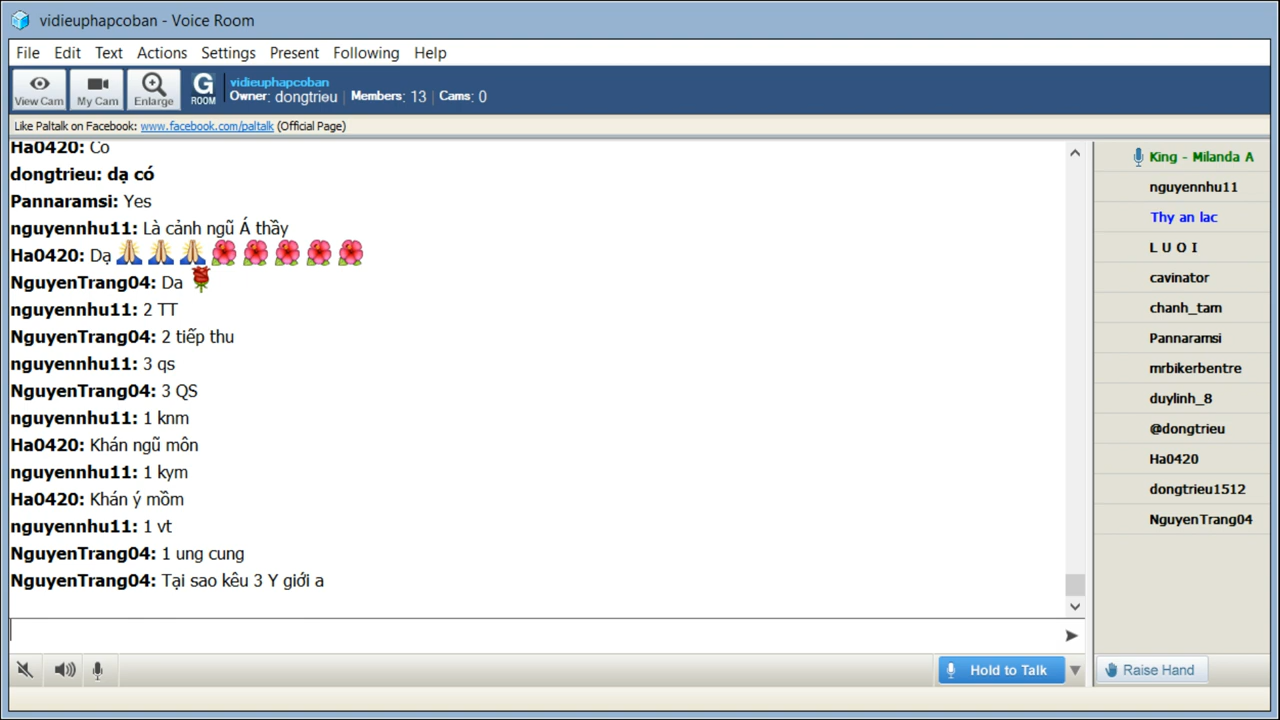 vidieuphapcoban - Voice Room
File Edit Text Actions Settings Present Following Help
View Cam
My Cam
Enlarge
G ROOM
vidieuphapcoban
Owner: dongtrieu | Members: 13 | Cams: 0
Like Paltalk on Facebook: www.facebook.com/paltalk (Official Page)
Ha0420: Co
dongtrieu: dạ có
Pannaramsi: Yes
nguyennhu11: Là cảnh ngũ Á thầy
Ha0420: Dạ 🙏🙏🙏🌺🌺🌺🌺🌺
NguyenTrang04: Da 🌹
nguyennhu11: 2 TT
NguyenTrang04: 2 tiếp thu
nguyennhu11: 3 qs
NguyenTrang04: 3 QS
nguyennhu11: 1 knm
Ha0420: Khán ngũ môn
nguyennhu11: 1 kym
Ha0420: Khán ý mồm
nguyennhu11: 1 vt
NguyenTrang04: 1 ung cung
NguyenTrang04: Tại sao kêu 3 Y giới a
King - Milanda A
nguyennhu11
Thy an lac
L U O I
cavinator
chanh_tam
Pannaramsi
mrbikerbentre
duylinh_8
@dongtrieu
Ha0420
dongtrieu1512
NguyenTrang04
Hold to Talk
Raise Hand